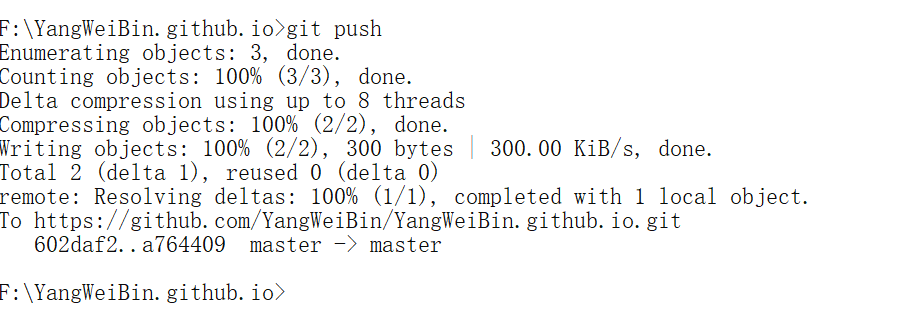 F:\YangWeiBin.github.io>git push
Enumerating objects: 3, done.
Counting objects: 100% (3/3), done.
Delta compression using up to 8 threads
Compressing objects: 100% (2/2), done.
Writing objects: 100% (2/2), 300 bytes | 300.00 KiB/s, done.
Total 2 (delta 1), reused 0 (delta 0)
remote: Resolving deltas: 100% (1/1), completed with 1 local object.
To https://github.com/YangWeiBin/YangWeiBin.github.io.git
   602daf2..a764409  master -> master
F:\YangWeiBin.github.io>